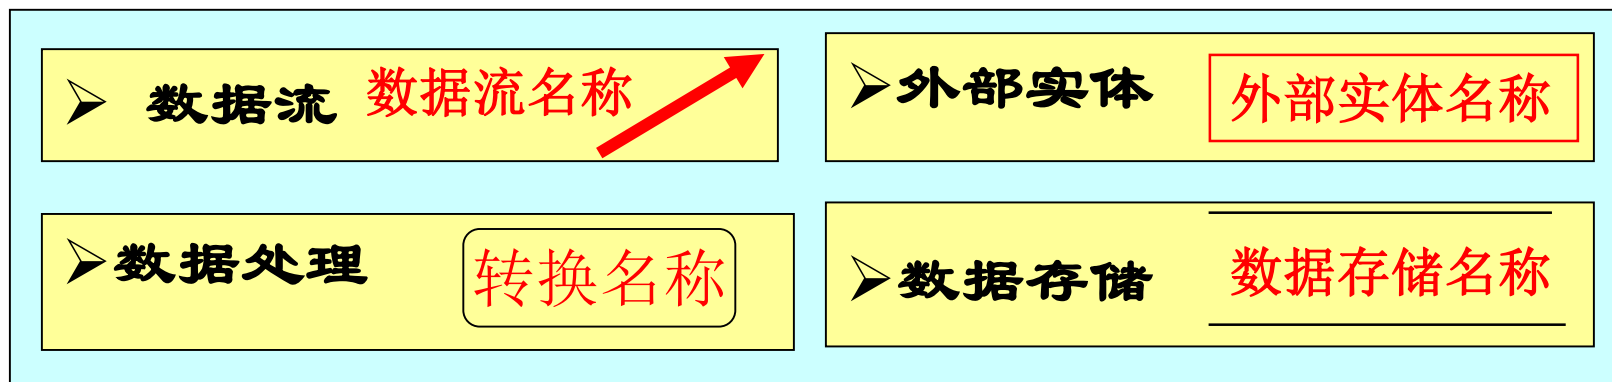 ➢ 数据流 数据流名称
➢外部实体 外部实体名称
➢数据处理 转换名称
➢数据存储 数据存储名称